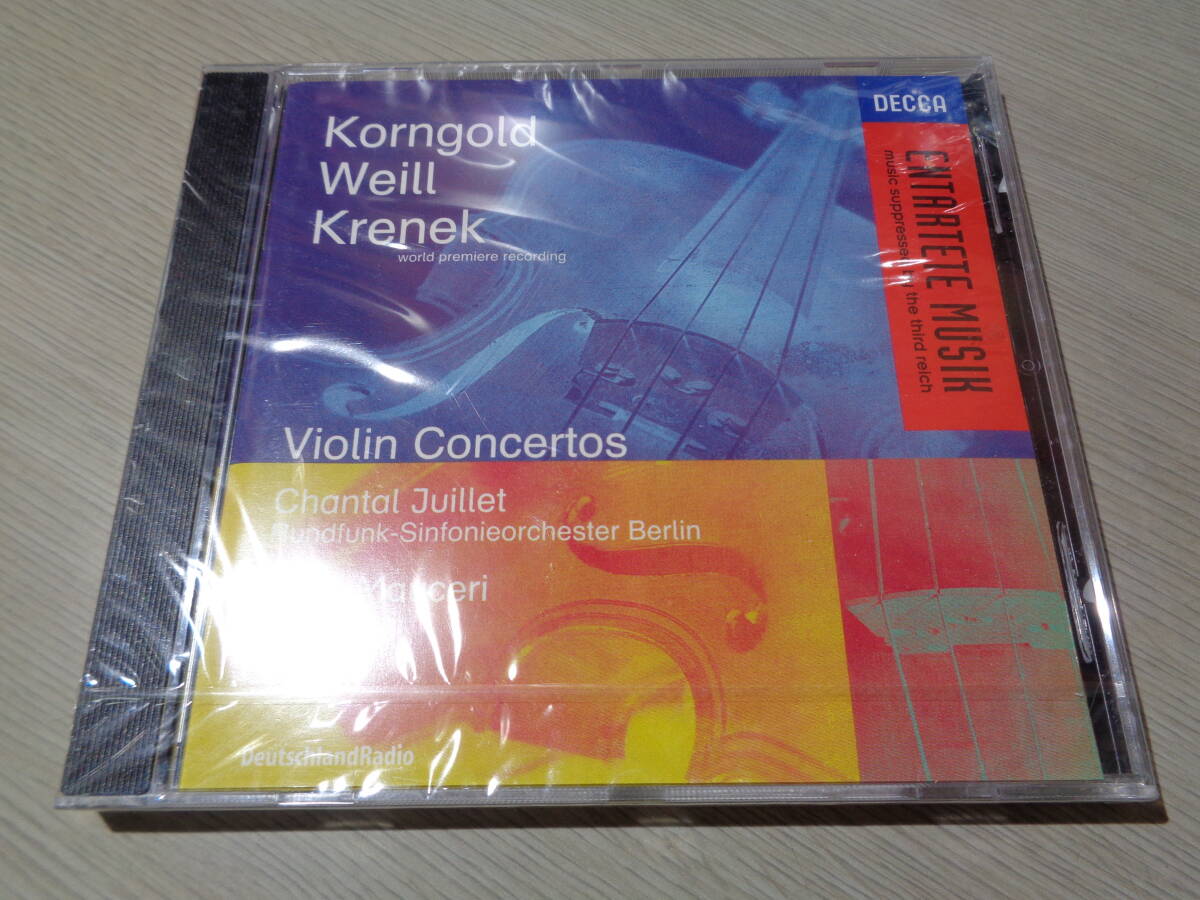 Korngold
Weill
Krenek
world premiere recording
DECCA
ENTARTETE MUSIK
music suppressed by the third reich
Violin Concertos
Chantal Juillet
Rundfunk-Sinfonieorchester Berlin
DeutschlandRadio